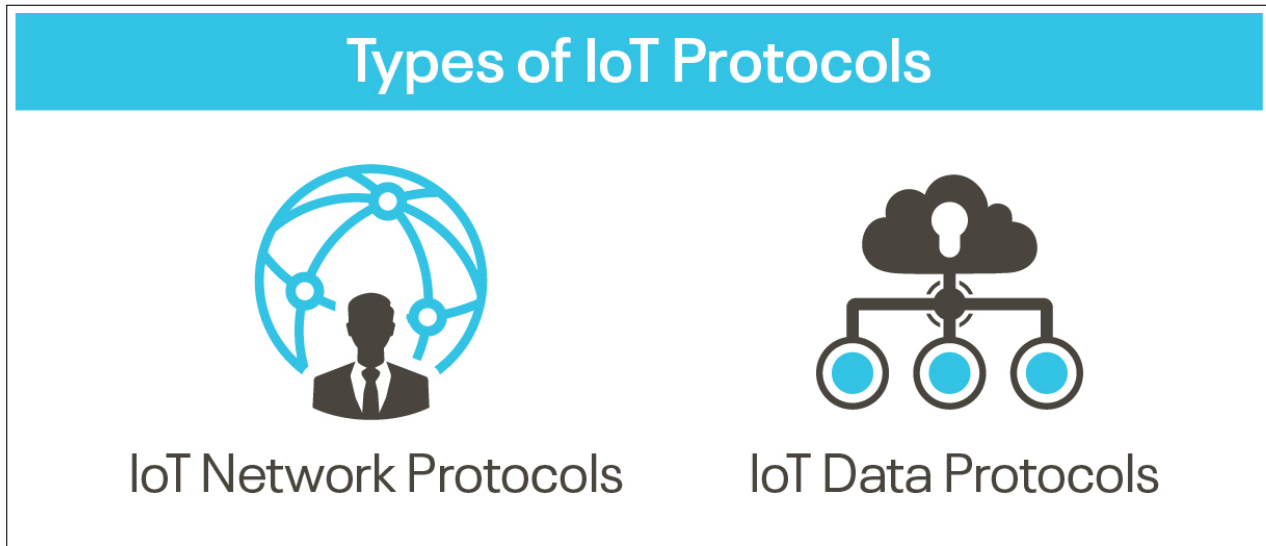 Types of IoT Protocols
IoT Network Protocols
IoT Data Protocols